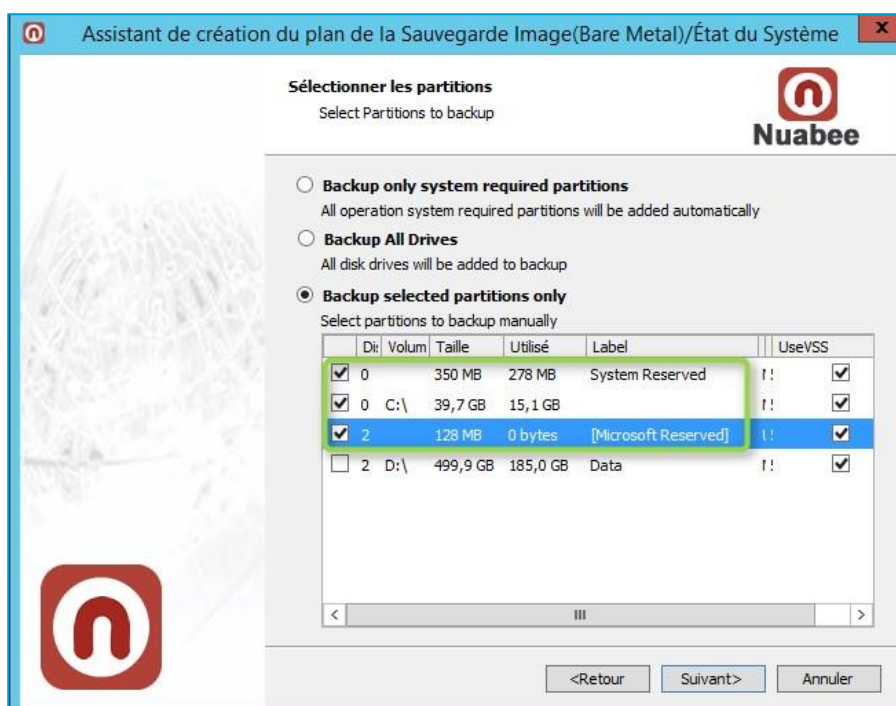 Assistant de création du plan de la Sauvegarde Image(Bare Metal)/État du Système x
Sélectionner les partitions
Select Partitions to backup
Nuabee
Backup only system required partitions
All operation system required partitions will be added automatically
Backup All Drives
All disk drives will be added to backup
Backup selected partitions only
Select partitions to backup manually
Volum Taille Utilisé Label UseVSS
0 350 MB 278 MB System Reserved
0 C:\ 39,7 GB 15,1 GB
2 128 MB 0 bytes [Microsoft Reserved]
2 D:\ 499,9 GB 185,0 GB Data
<Retour Suivant> Annuler